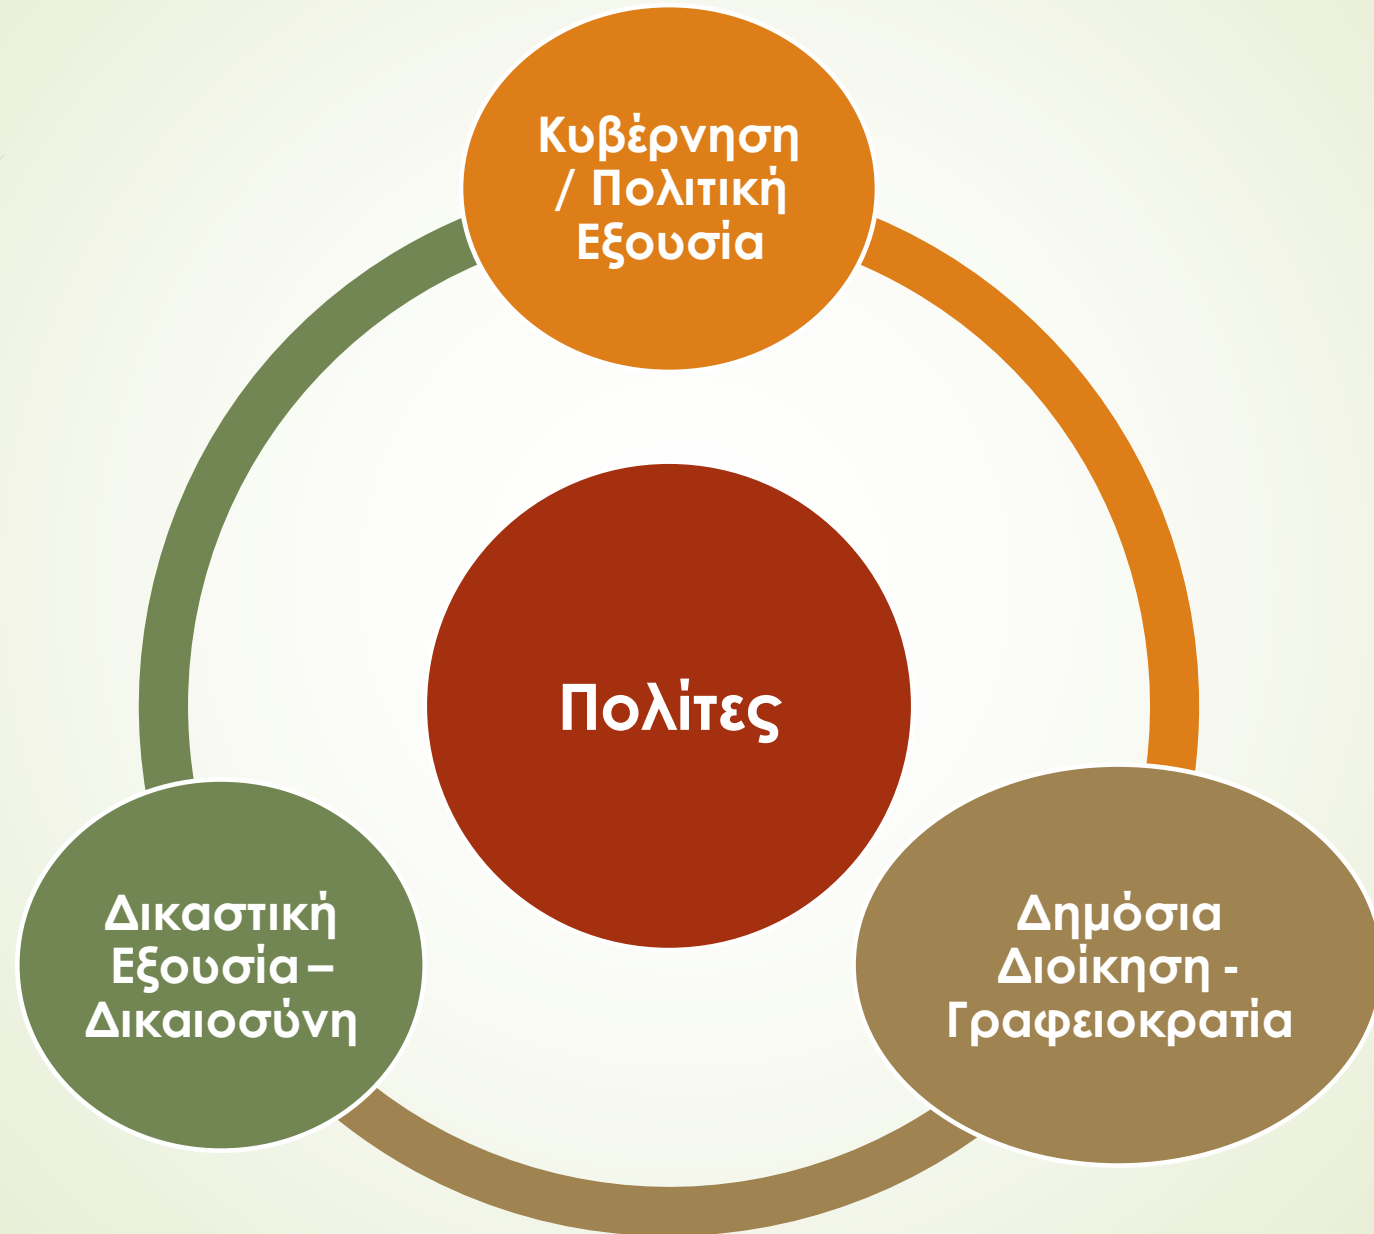 Κυβέρνηση
/ Πολιτική
Εξουσία
Πολίτες
Δικαστική
Εξουσία –
Δικαιοσύνη
Δημόσια
Διοίκηση -
Γραφειοκρατία